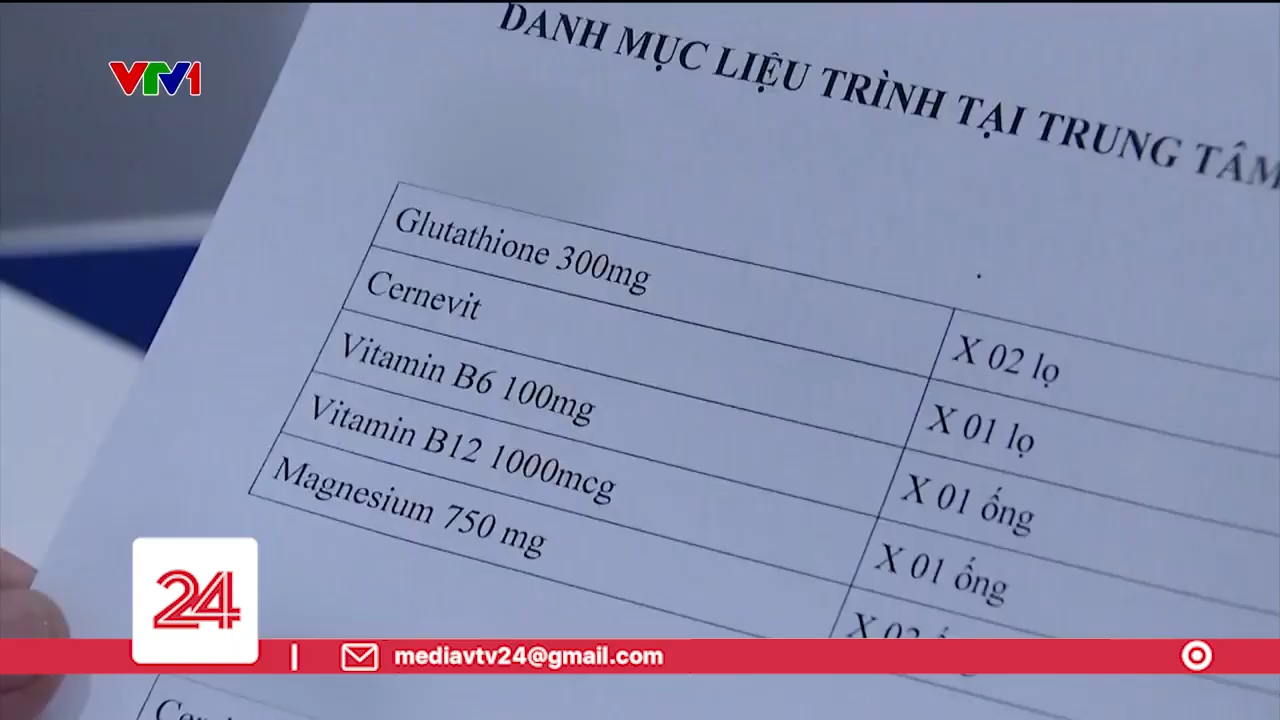 DANH MỤC LIỆU TRÌNH TẠI TRUNG TÂM
VTV1
Glutathione 300mg X 02 lọ
Cernevit X 01 lọ
Vitamin B6 100mg X 01 ống
Vitamin B12 1000mcg X 01 ống
Magnesium 750 mg X 02
24
mediavtv24@gmail.com